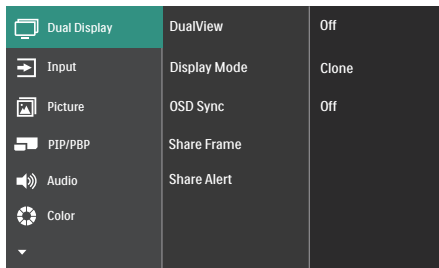 Dual Display DualView Off
Input Display Mode Clone
Picture OSD Sync Off
PIP/PBP Share Frame
Audio Share Alert
Color